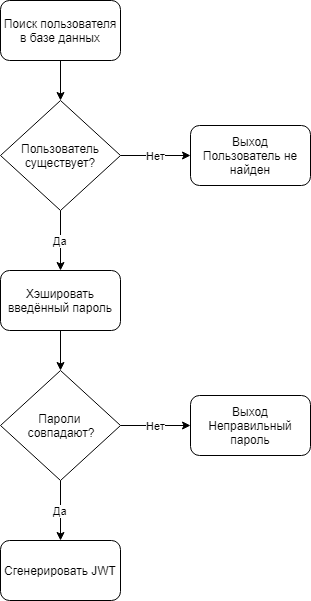 Поиск пользователя
в базе данных
Пользователь
существует?
Нет
Выход
Пользователь не
найден
Да
Хэшировать
введённый пароль
Пароли
совпадают?
Нет
Выход
Неправильный
пароль
Да
Сгенерировать JWT